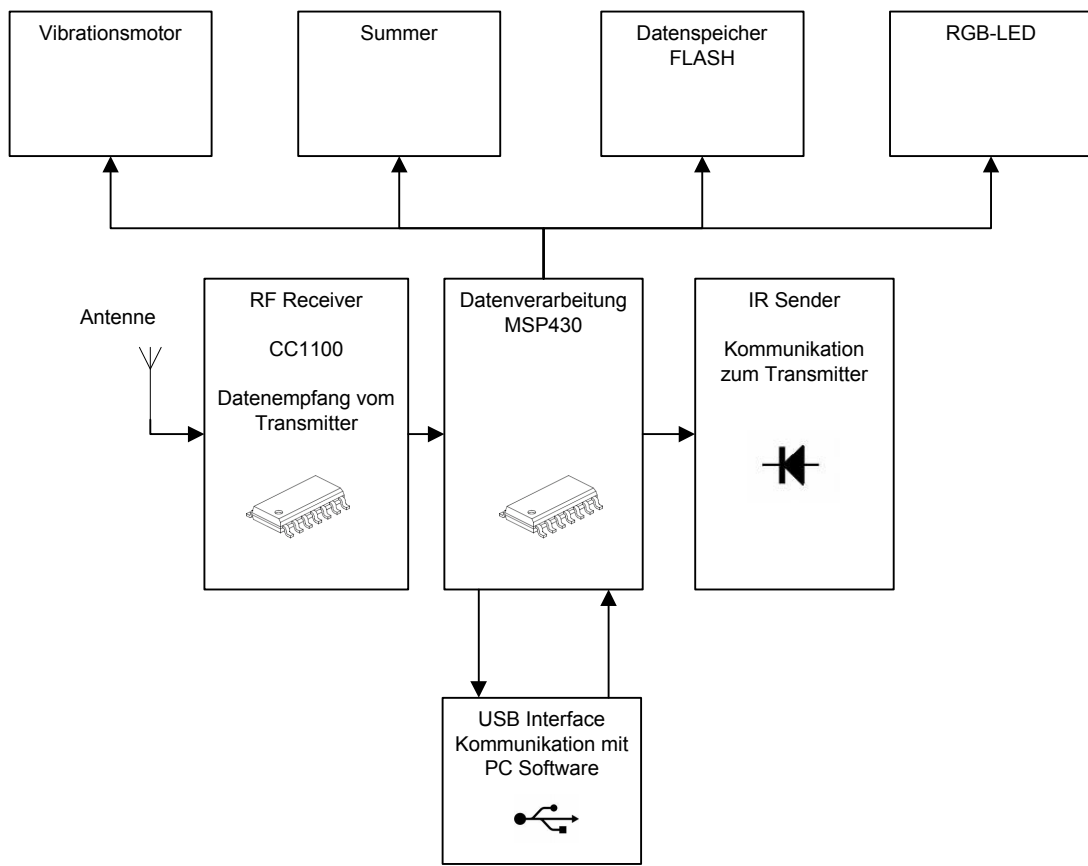 Vibrationsmotor
Summer
Datenspeicher
FLASH
RGB-LED
Antenne
RF Receiver
CC1100
Datenempfang vom
Transmitter
Datenverarbeitung
MSP430
IR Sender
Kommunikation
zum Transmitter
USB Interface
Kommunikation mit
PC Software